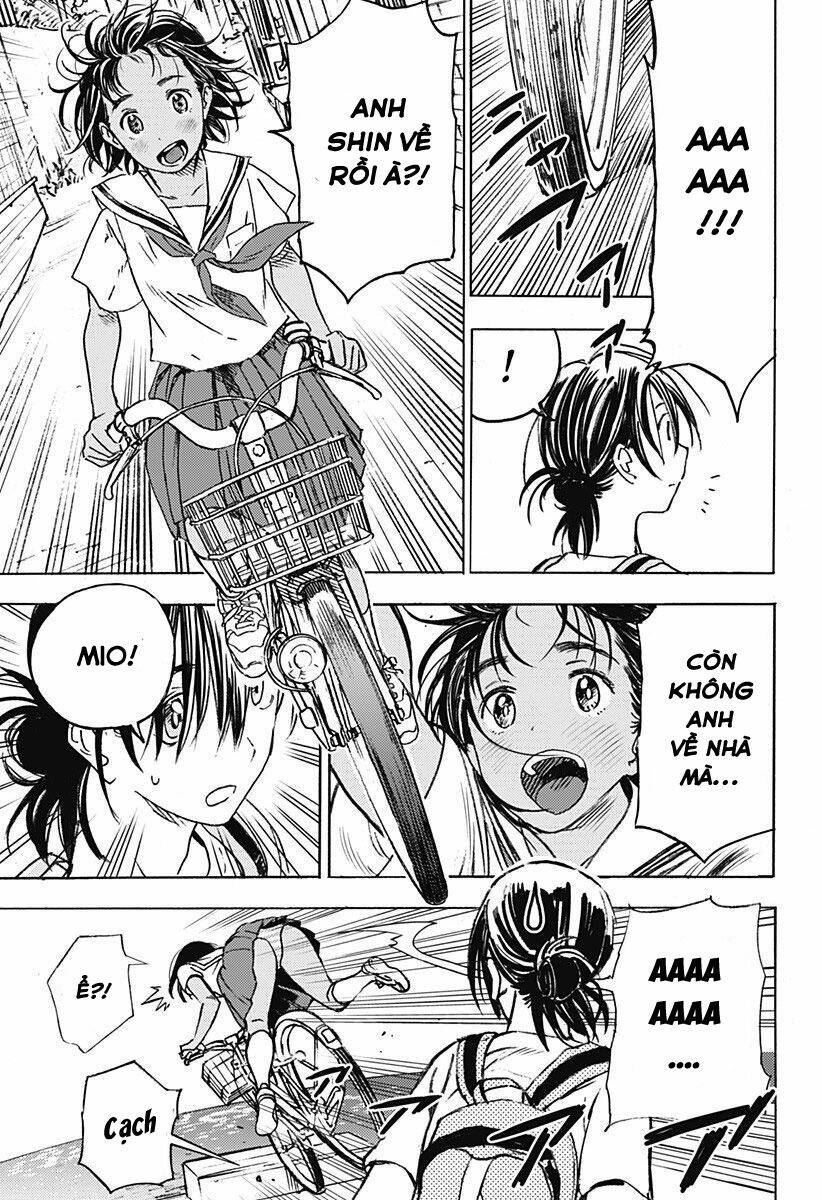 AAA
AAA
!!!
ANH
SHIN VỀ
RỒI À?!
!
CÒN
KHÔNG
ANH
VỀ NHÀ
MÀ...
MIO!
AAAA
AAAA
....
Ể?!
CẠCH